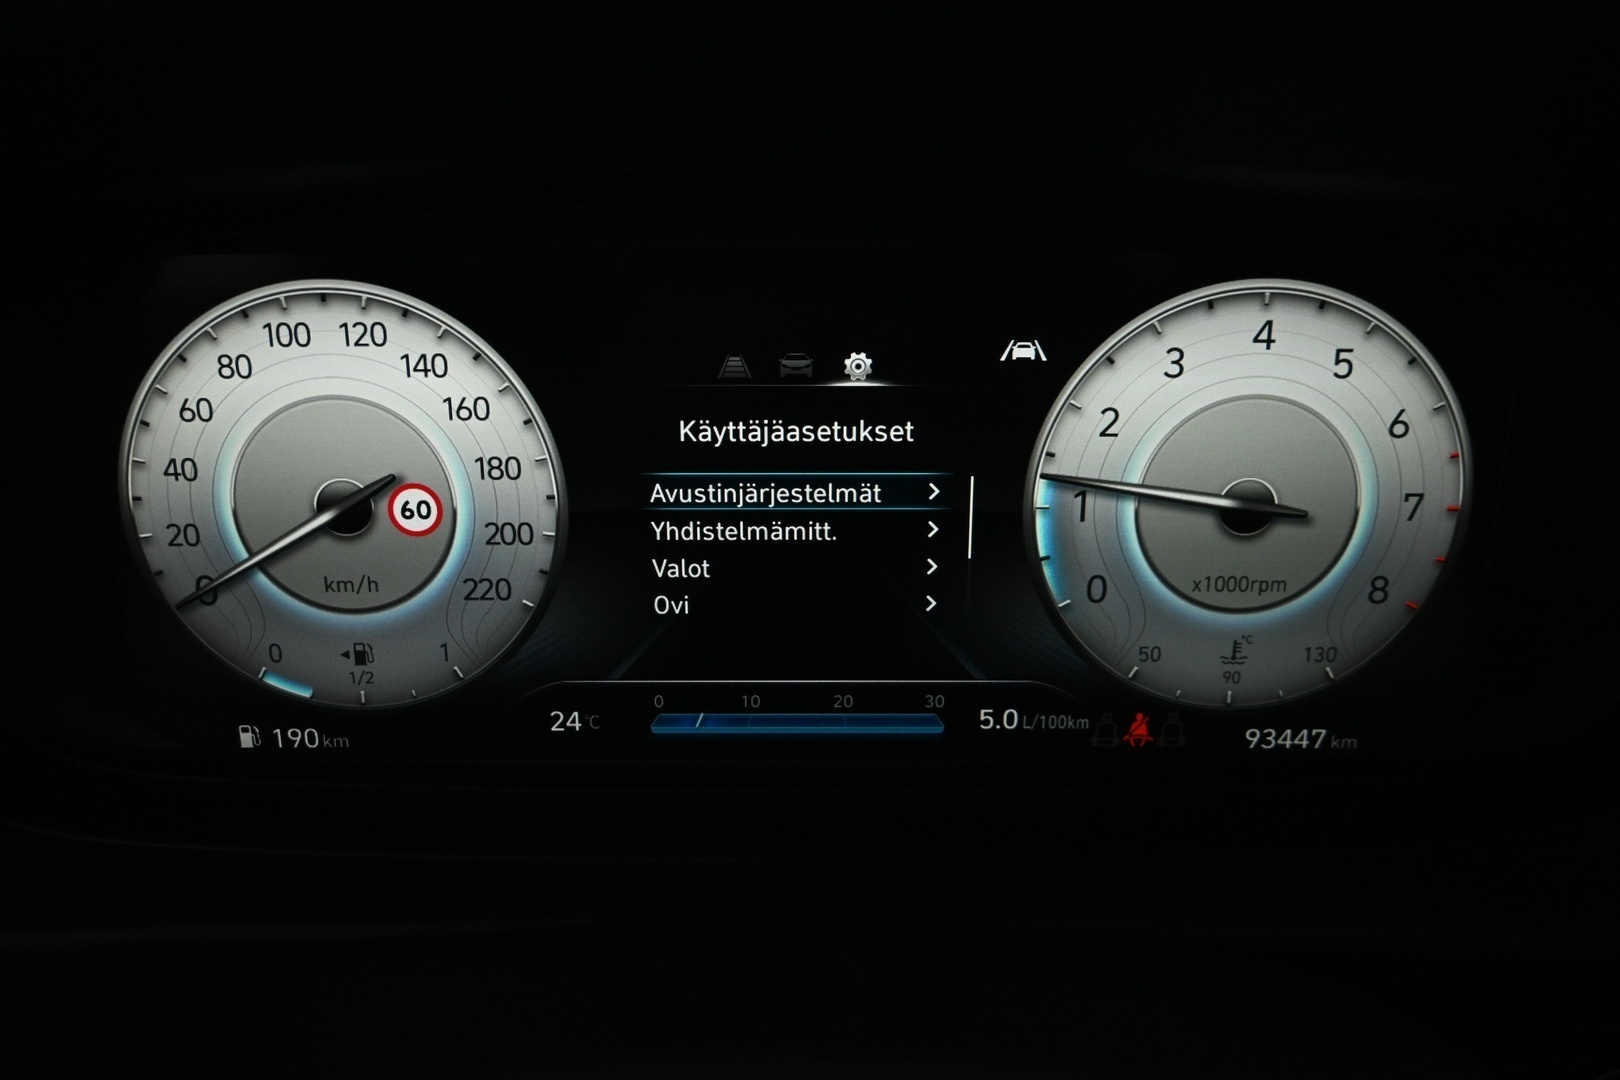 0
20
40
60
80
100
120
140
160
180
200
220
60
km/h
0
1/2
1
190 km
24 °C
Käyttäjäasetukset
Avustinjärjestelmät
Yhdistelmämitt.
Valot
Ovi
0 10 20 30
5.0 L/100km
0
1
2
3
4
5
6
7
8
x1000rpm
50
°C
90
130
93447 km